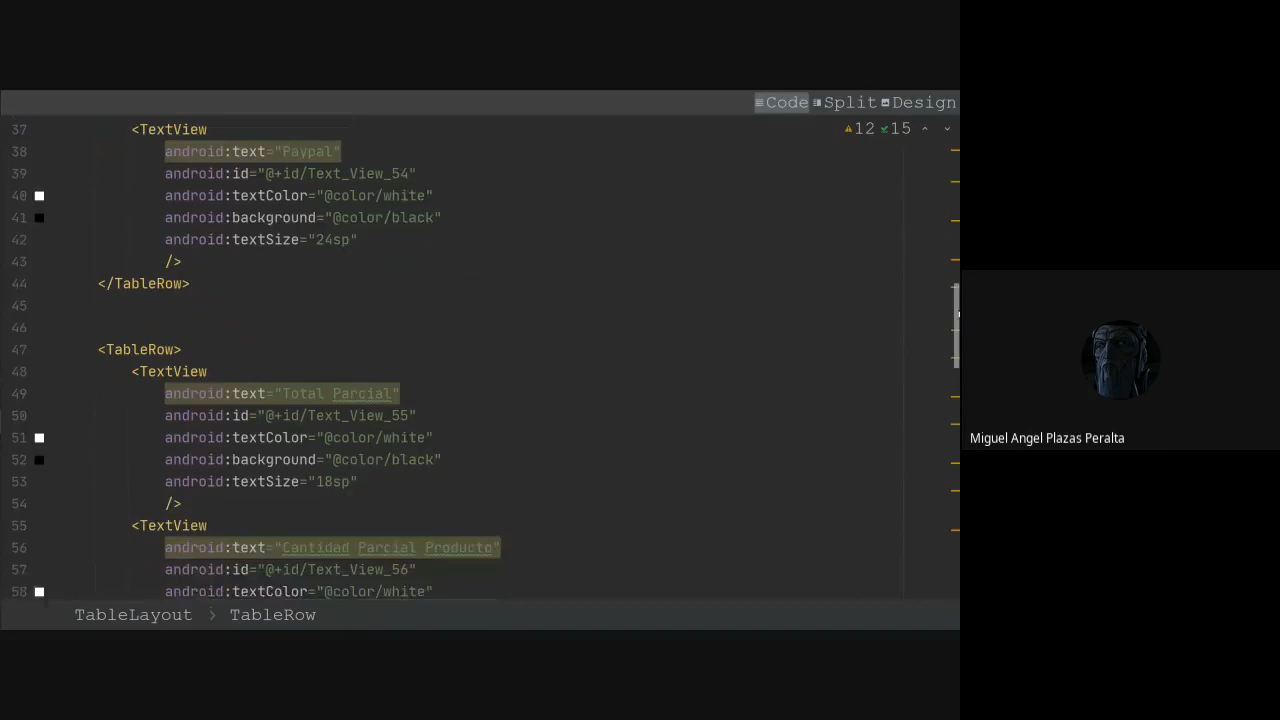 Code Split Design
37 <TextView
12 15
38 android:text="Paypal"
39 android:id="@+id/Text_View_54"
40 android:textColor="@color/white"
41 android:background="@color/black"
42 android:textSize="24sp"
43 />
44 </TableRow>
45
46
47 <TableRow>
48 <TextView
49 android:text="Total Parcial"
50 android:id="@+id/Text_View_55"
51 android:textColor="@color/white"
52 android:background="@color/black"
53 android:textSize="18sp"
54 />
55 <TextView
56 android:text="Cantidad Parcial Producto"
57 android:id="@+id/Text_View_56"
58 android:textColor="@color/white"
TableLayout > TableRow
Miguel Angel Plazas Peralta